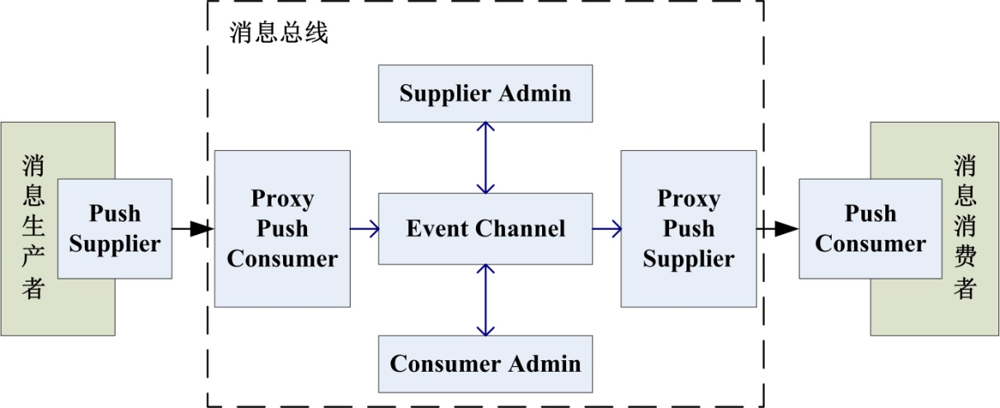 消息总线
Supplier Admin
消息生产者
Push
Supplier
Proxy
Push
Consumer
Event Channel
Proxy
Push
Supplier
Push
Consumer
消息消费者
Consumer Admin